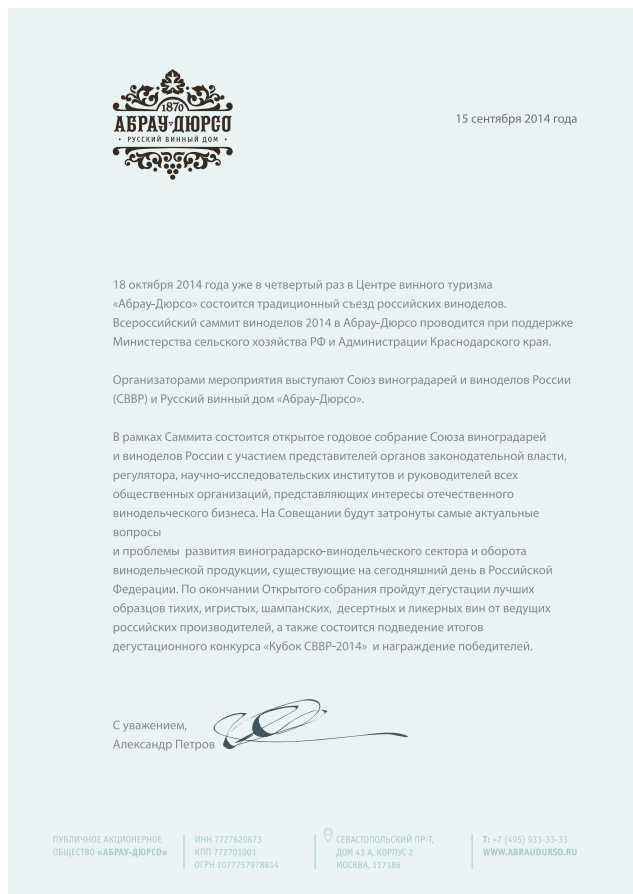 1870
АБРАУ-ДЮРСО
• РУССКИЙ ВИННЫЙ ДОМ •
15 сентября 2014 года
18 октября 2014 года уже в четвертый раз в Центре винного туризма
«Абрау-Дюрсо» состоится традиционный съезд российских виноделов.
Всероссийский саммит виноделов 2014 в Абрау-Дюрсо проводится при поддержке
Министерства сельского хозяйства РФ и Администрации Краснодарского края.
Организаторами мероприятия выступают Союз виноградарей и виноделов России
(СВВР) и Русский винный дом «Абрау-Дюрсо».
В рамках Саммита состоится открытое годовое собрание Союза виноградарей
и виноделов России с участием представителей органов законодательной власти,
регулятора, научно-исследовательских институтов и руководителей всех
общественных организаций, представляющих интересы отечественного
винодельческого бизнеса. На Совещании будут затронуты самые актуальные
вопросы
и проблемы развития виноградарско-винодельческого сектора и оборота
винодельческой продукции, существующие на сегодняшний день в Российской
Федерации. По окончании Открытого собрания пройдут дегустации лучших
образцов тихих, игристых, шампанских, десертных и ликерных вин от ведущих
российских производителей, а также состоится подведение итогов
дегустационного конкурса «Кубок СВВР-2014» и награждение победителей.
С уважением,
Александр Петров
ПУБЛИЧНОЕ АКЦИОНЕРНОЕ
ОБЩЕСТВО «АБРАУ-ДЮРСО»
ИНН 7727620673
КПП 772701001
ОГРН 1077757978814
СЕВАСТОПОЛЬСКИЙ ПР-Т,
ДОМ 43 А, КОРПУС 2
МОСКВА, 117186
Т: +7 (495) 933-33-33
WWW.ABRAUDURSO.RU